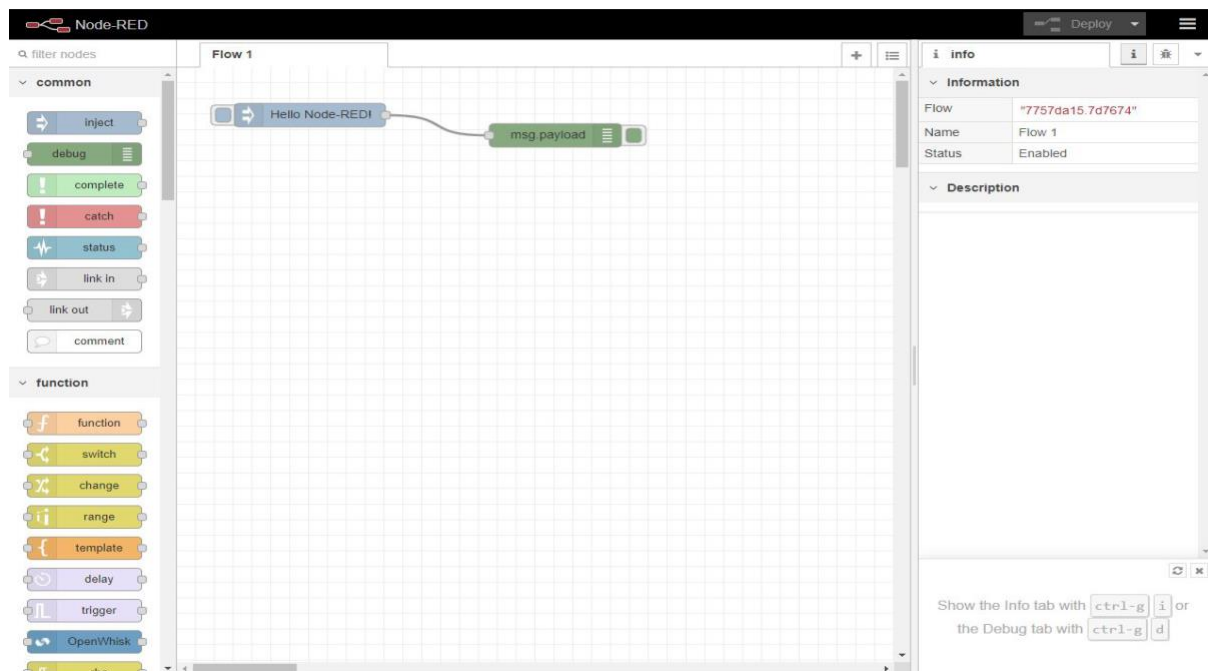 Node-RED
Deploy
filter nodes
common
inject
debug
complete
catch
status
link in
link out
comment
function
function
switch
change
range
template
delay
trigger
OpenWhisk
Flow 1
Hello Node-RED!
msg.payload
i info
i
Information
Flow "7757da15.7d7674"
Name Flow 1
Status Enabled
Description
Show the Info tab with ctrl-g i or
the Debug tab with ctrl-g d